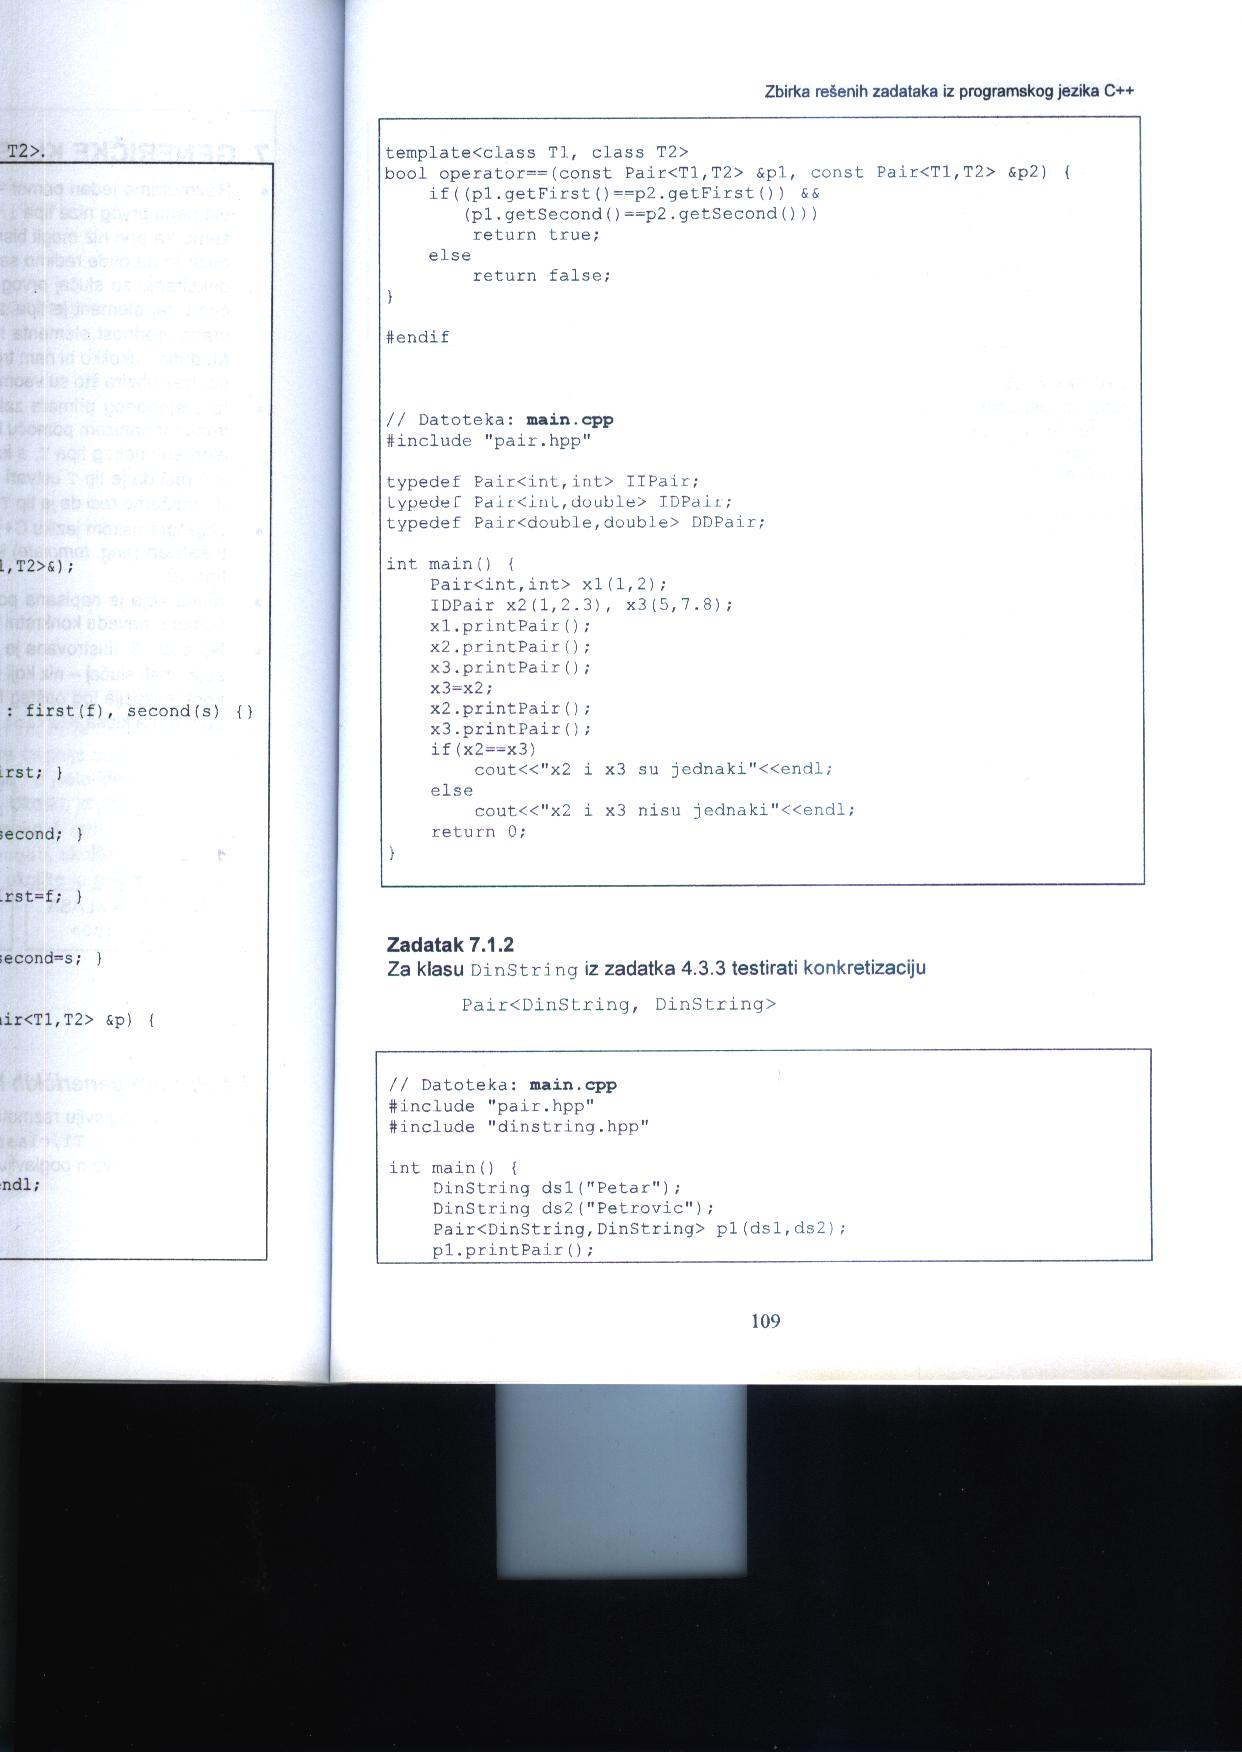 T2>.
1,T2>&);
: first(f), second(s) {}
irst; }
second; }
irst=f; }
second=s; }
air<T1,T2> &p) {
endl;
Zbirka rešenih zadataka iz programskog jezika C++
template<class T1, class T2>
bool operator==(const Pair<T1,T2> &p1, const Pair<T1,T2> &p2) {
if((p1.getFirst()==p2.getFirst()) &&
(p1.getSecond()==p2.getSecond()))
return true;
else
return false;
}
#endif
// Datoteka: main.cpp
#include "pair.hpp"
typedef Pair<int,int> IIPair;
typedef Pair<int,double> IDPair;
typedef Pair<double,double> DDPair;
int main() {
Pair<int,int> x1(1,2);
IDPair x2(1,2.3), x3(5,7.8);
x1.printPair();
x2.printPair();
x3.printPair();
x3=x2;
x2.printPair();
x3.printPair();
if(x2==x3)
cout<<"x2 i x3 su jednaki"<<endl;
else
cout<<"x2 i x3 nisu jednaki"<<endl;
return 0;
}
Zadatak 7.1.2
Za klasu DinString iz zadatka 4.3.3 testirati konkretizaciju
Pair<DinString, DinString>
// Datoteka: main.cpp
#include "pair.hpp"
#include "dinstring.hpp"
int main() {
DinString ds1("Petar");
DinString ds2("Petrovic");
Pair<DinString,DinString> p1(ds1,ds2);
p1.printPair();
109